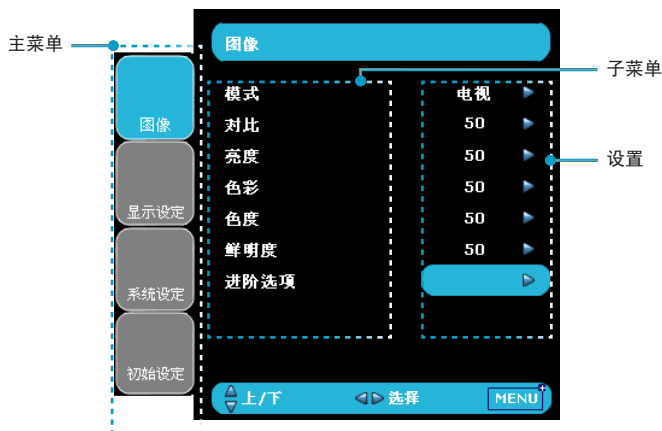 主菜单
图像
子菜单
模式 电视
图像
对比 50
设置
亮度 50
色彩 50
显示设定
色度 50
鲜明度 50
进阶选项
系统设定
初始设定
上/下 选择 MENU